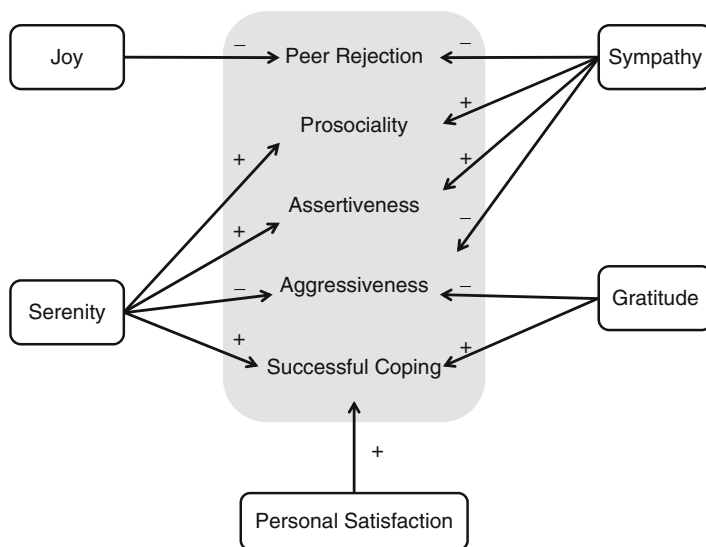 Joy
−
Peer Rejection
−
Sympathy
+
Prosociality
+
+
Assertiveness
+
−
Serenity
−
Aggressiveness
−
Gratitude
+
Successful Coping
+
+
Personal Satisfaction